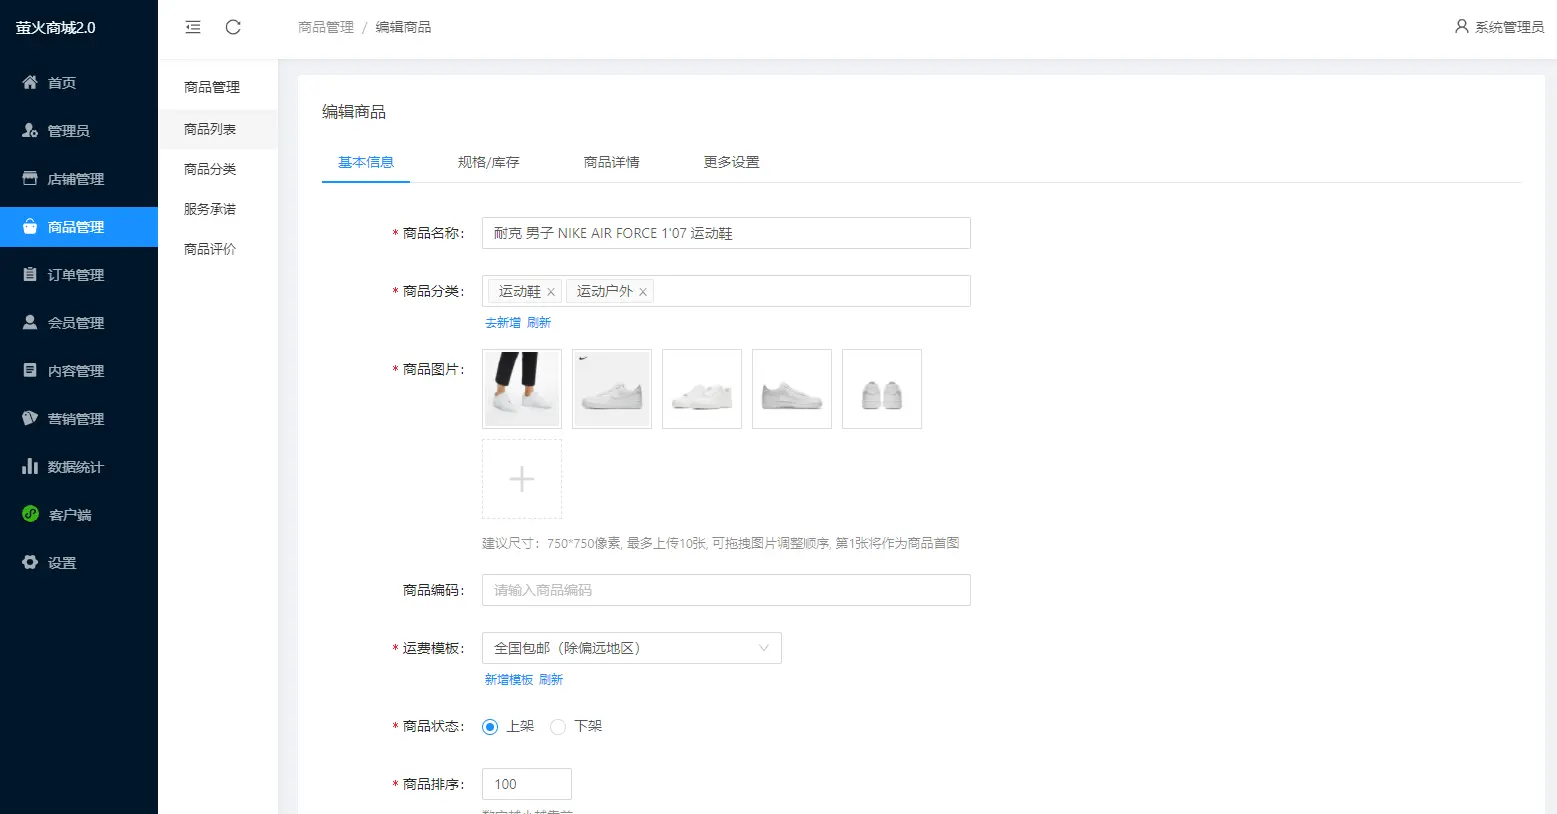 萤火商城2.0
商品管理 / 编辑商品
系统管理员
首页
管理员
店铺管理
商品管理
订单管理
会员管理
内容管理
营销管理
数据统计
客户端
设置
商品管理
商品列表
商品分类
服务承诺
商品评价
编辑商品
基本信息 规格/库存 商品详情 更多设置
* 商品名称: 耐克 男子 NIKE AIR FORCE 1'07 运动鞋
* 商品分类: 运动鞋 × 运动户外 ×
去新增 刷新
* 商品图片:
建议尺寸：750*750像素, 最多上传10张, 可拖拽图片调整顺序, 第1张将作为商品首图
商品编码: 请输入商品编码
* 运费模板: 全国包邮（除偏远地区）
新增模板 刷新
* 商品状态: 上架 下架
* 商品排序: 100